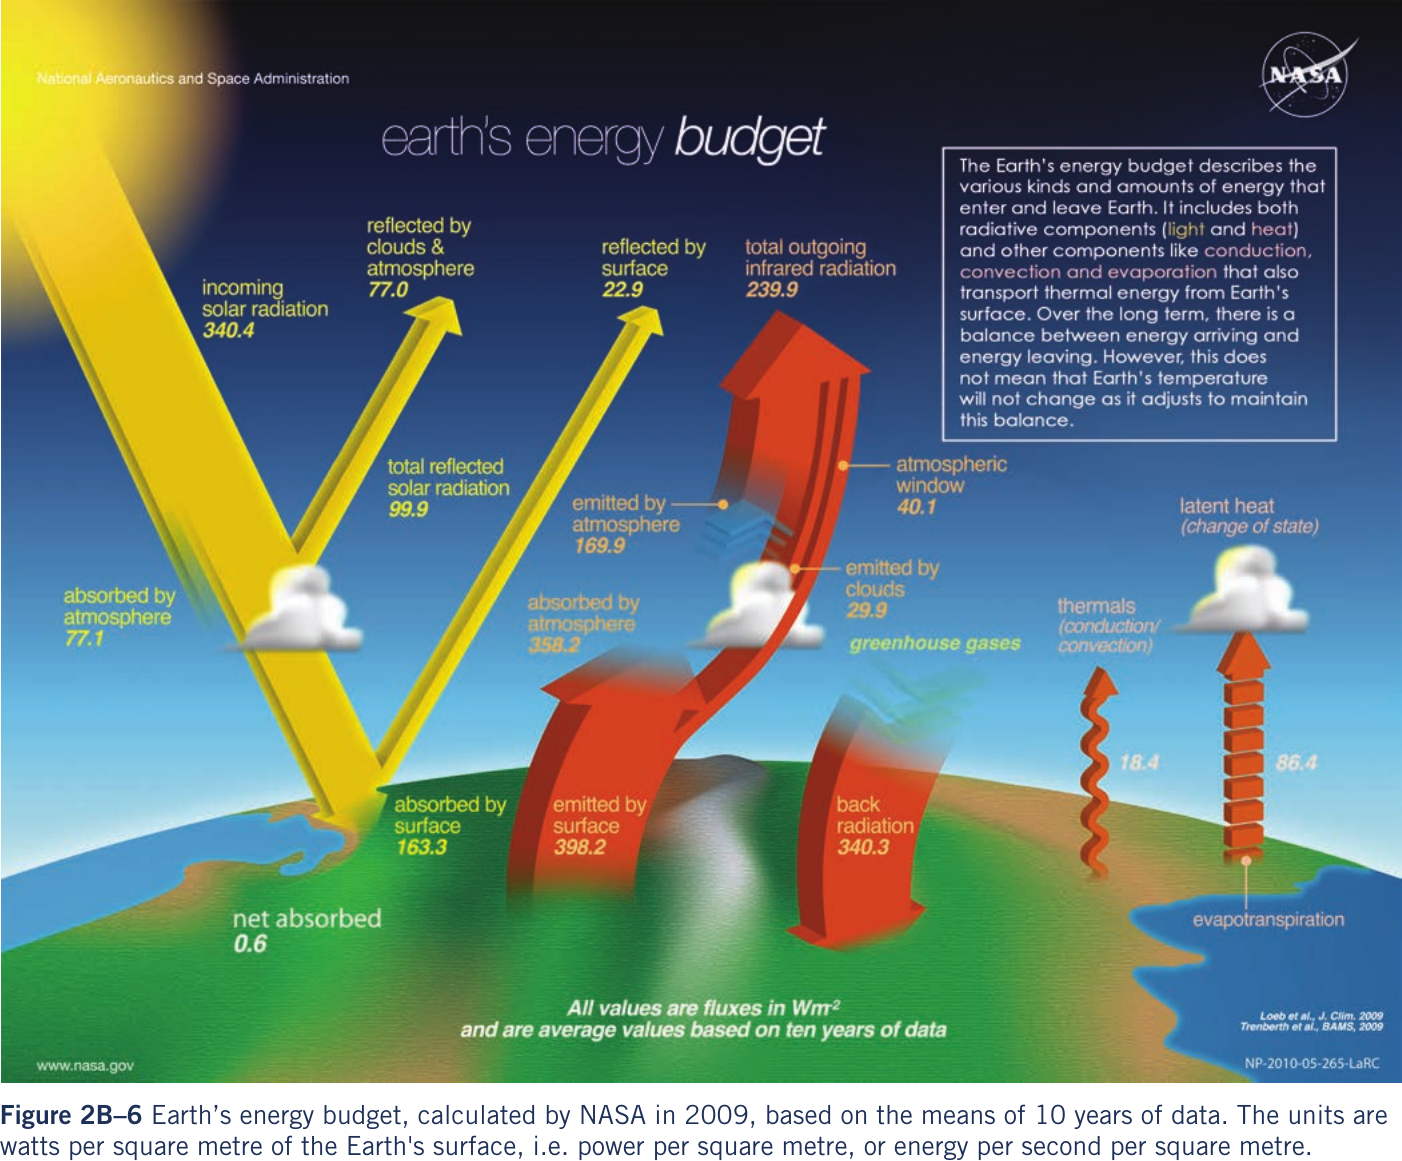 National Aeronautics and Space Administration
NASA
earth's energy budget
The Earth's energy budget describes the
various kinds and amounts of energy that
enter and leave Earth. It includes both
radiative components (light and heat)
and other components like conduction,
convection and evaporation that also
transport thermal energy from Earth's
surface. Over the long term, there is a
balance between energy arriving and
energy leaving. However, this does
not mean that Earth's temperature
will not change as it adjusts to maintain
this balance.
incoming
solar radiation
340.4
reflected by
clouds &
atmosphere
77.0
reflected by
surface
22.9
total outgoing
infrared radiation
239.9
total reflected
solar radiation
99.9
emitted by
atmosphere
169.9
atmospheric
window
40.1
latent heat
(change of state)
absorbed by
atmosphere
77.1
absorbed by
atmosphere
358.2
emitted by
clouds
29.9
greenhouse gases
thermals
(conduction/
convection)
18.4
86.4
absorbed by
surface
163.3
emitted by
surface
398.2
back
radiation
340.3
net absorbed
0.6
evapotranspiration
All values are fluxes in Wm-2
and are average values based on ten years of data
Loeb et al., J. Clim. 2009
Trenberth et al., BAMS, 2009
www.nasa.gov
NP-2010-05-265-LaRC
Figure 2B–6 Earth's energy budget, calculated by NASA in 2009, based on the means of 10 years of data. The units are
watts per square metre of the Earth's surface, i.e. power per square metre, or energy per second per square metre.